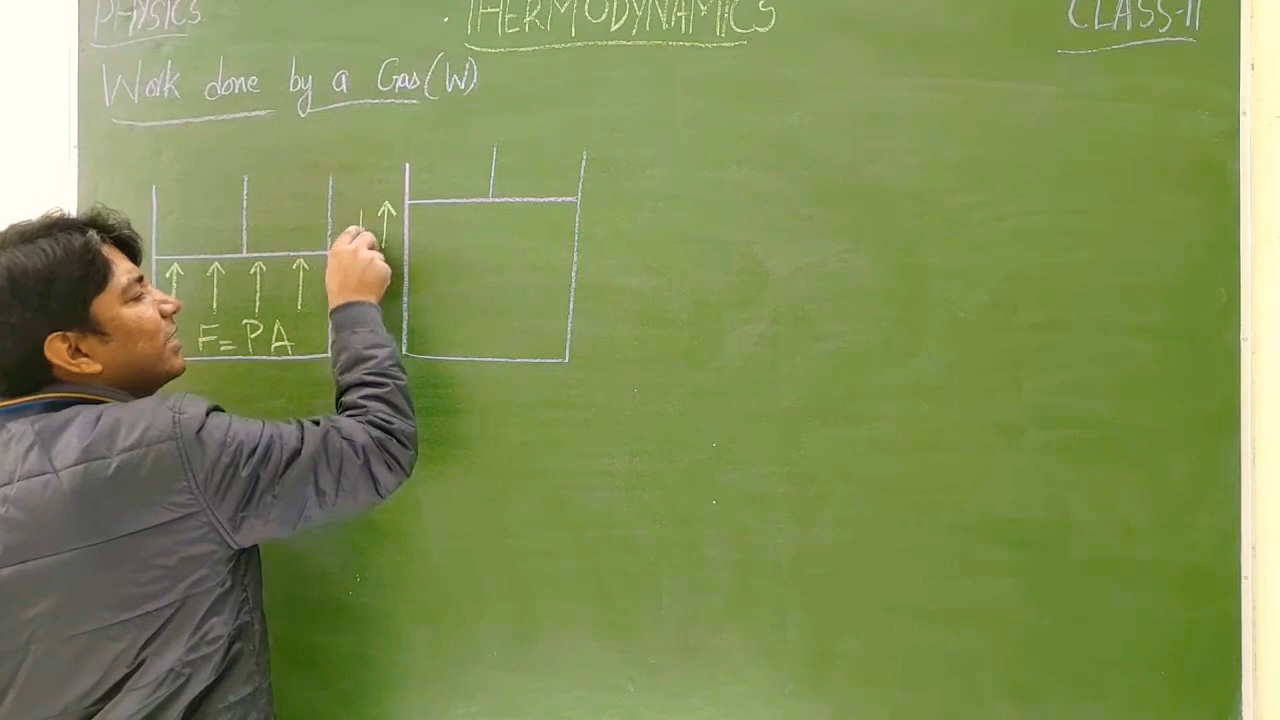 PHYSICS THERMODYNAMICS CLASS-11
Work done by a Gas (W)
F = PA